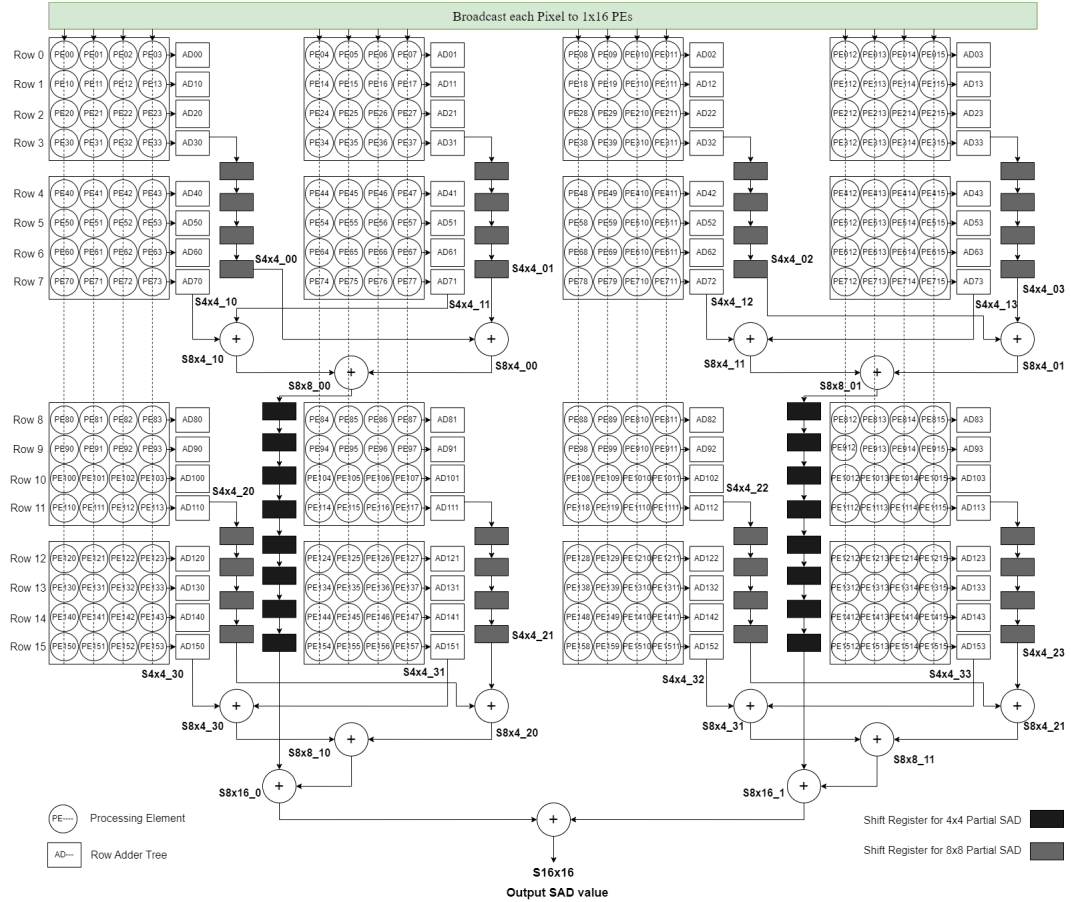 Broadcast each Pixel to 1x16 PEs
Row 0 PE00 PE01 PE02 PE03 AD00 PE04 PE05 PE06 PE07 AD01 PE08 PE09 PE010 PE011 AD02 PE012 PE013 PE014 PE015 AD03
Row 1 PE10 PE11 PE12 PE13 AD10 PE14 PE15 PE16 PE17 AD11 PE18 PE19 PE110 PE111 AD12 PE112 PE113 PE114 PE115 AD13
Row 2 PE20 PE21 PE22 PE23 AD20 PE24 PE25 PE26 PE27 AD21 PE28 PE29 PE210 PE211 AD22 PE212 PE213 PE214 PE215 AD23
Row 3 PE30 PE31 PE32 PE33 AD30 PE34 PE35 PE36 PE37 AD31 PE38 PE39 PE310 PE311 AD32 PE312 PE313 PE314 PE315 AD33
Row 4 PE40 PE41 PE42 PE43 AD40 PE44 PE45 PE46 PE47 AD41 PE48 PE49 PE410 PE411 AD42 PE412 PE413 PE414 PE415 AD43
Row 5 PE50 PE51 PE52 PE53 AD50 PE54 PE55 PE56 PE57 AD51 PE58 PE59 PE510 PE511 AD52 PE512 PE513 PE514 PE515 AD53
Row 6 PE60 PE61 PE62 PE63 AD60 PE64 PE65 PE66 PE67 AD61 PE68 PE69 PE610 PE611 AD62 PE612 PE613 PE614 PE615 AD63
S4x4_00 S4x4_01 S4x4_02
Row 7 PE70 PE71 PE72 PE73 AD70 PE74 PE75 PE76 PE77 AD71 PE78 PE79 PE710 PE711 AD72 PE712 PE713 PE714 PE715 AD73
S4x4_03
S4x4_10 S4x4_11 S4x4_12 S4x4_13
+ + + +
S8x4_10 S8x4_00 S8x4_11 S8x4_01
+ +
S8x8_00 S8x8_01
Row 8 PE80 PE81 PE82 PE83 AD80 PE84 PE85 PE86 PE87 AD81 PE88 PE89 PE810 PE811 AD82 PE812 PE813 PE814 PE815 AD83
Row 9 PE90 PE91 PE92 PE93 AD90 PE94 PE95 PE96 PE97 AD91 PE98 PE99 PE910 PE911 AD92 PE912 PE913 PE914 PE915 AD93
Row 10 PE100 PE101 PE102 PE103 AD100 PE104 PE105 PE106 PE107 AD101 PE108 PE109 PE1010 PE1011 AD102 PE1012 PE1013 PE1014 PE1015 AD103
S4x4_20 S4x4_22
Row 11 PE110 PE111 PE112 PE113 AD110 PE114 PE115 PE116 PE117 AD111 PE118 PE119 PE1110 PE1111 AD112 PE1112 PE1113 PE1114 PE1115 AD113
Row 12 PE120 PE121 PE122 PE123 AD120 PE124 PE125 PE126 PE127 AD121 PE128 PE129 PE1210 PE1211 AD122 PE1212 PE1213 PE1214 PE1215 AD123
Row 13 PE130 PE131 PE132 PE133 AD130 PE134 PE135 PE136 PE137 AD131 PE138 PE139 PE1310 PE1311 AD132 PE1312 PE1313 PE1314 PE1315 AD133
Row 14 PE140 PE141 PE142 PE143 AD140 PE144 PE145 PE146 PE147 AD141 PE148 PE149 PE1410 PE1411 AD142 PE1412 PE1413 PE1414 PE1415 AD143
S4x4_21
Row 15 PE150 PE151 PE152 PE153 AD150 PE154 PE155 PE156 PE157 AD151 PE158 PE159 PE1510 PE1511 AD152 PE1512 PE1513 PE1514 PE1515 AD153
S4x4_23
S4x4_30 S4x4_31 S4x4_32 S4x4_33
+ + + +
S8x4_30 S8x4_20 S8x4_31 S8x4_21
+ +
S8x8_10 S8x8_11
+ +
S8x16_0 S8x16_1
PE---- Processing Element
+
Shift Register for 4x4 Partial SAD
AD--- Row Adder Tree
Shift Register for 8x8 Partial SAD
S16x16
Output SAD value